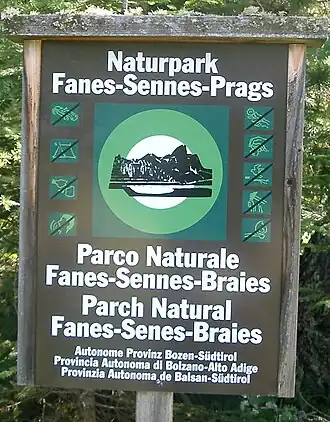 Naturpark
Fanes-Sennes-Prags
Parco Naturale
Fanes-Sennes-Braies
Parch Natural
Fanes-Senes-Braies
Autonome Provinz Bozen-Südtirol
Provincia Autonoma di Bolzano-Alto Adige
Provinzia Autonoma de Balsan-Südtirol